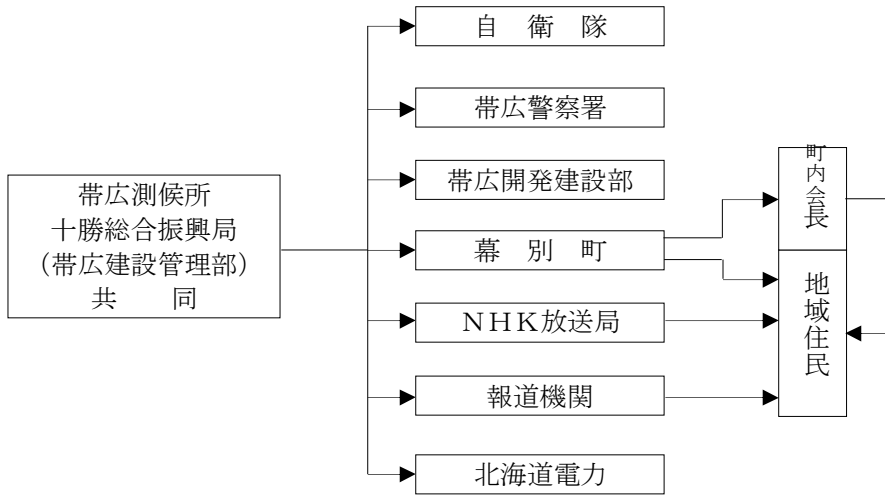 自　衛　隊
帯広警察署
帯広開発建設部
帯広測候所
十勝総合振興局
（帯広建設管理部）
共　　同
幕　別　町
ＮＨＫ放送局
報道機関
北海道電力
町内会長
地域住民